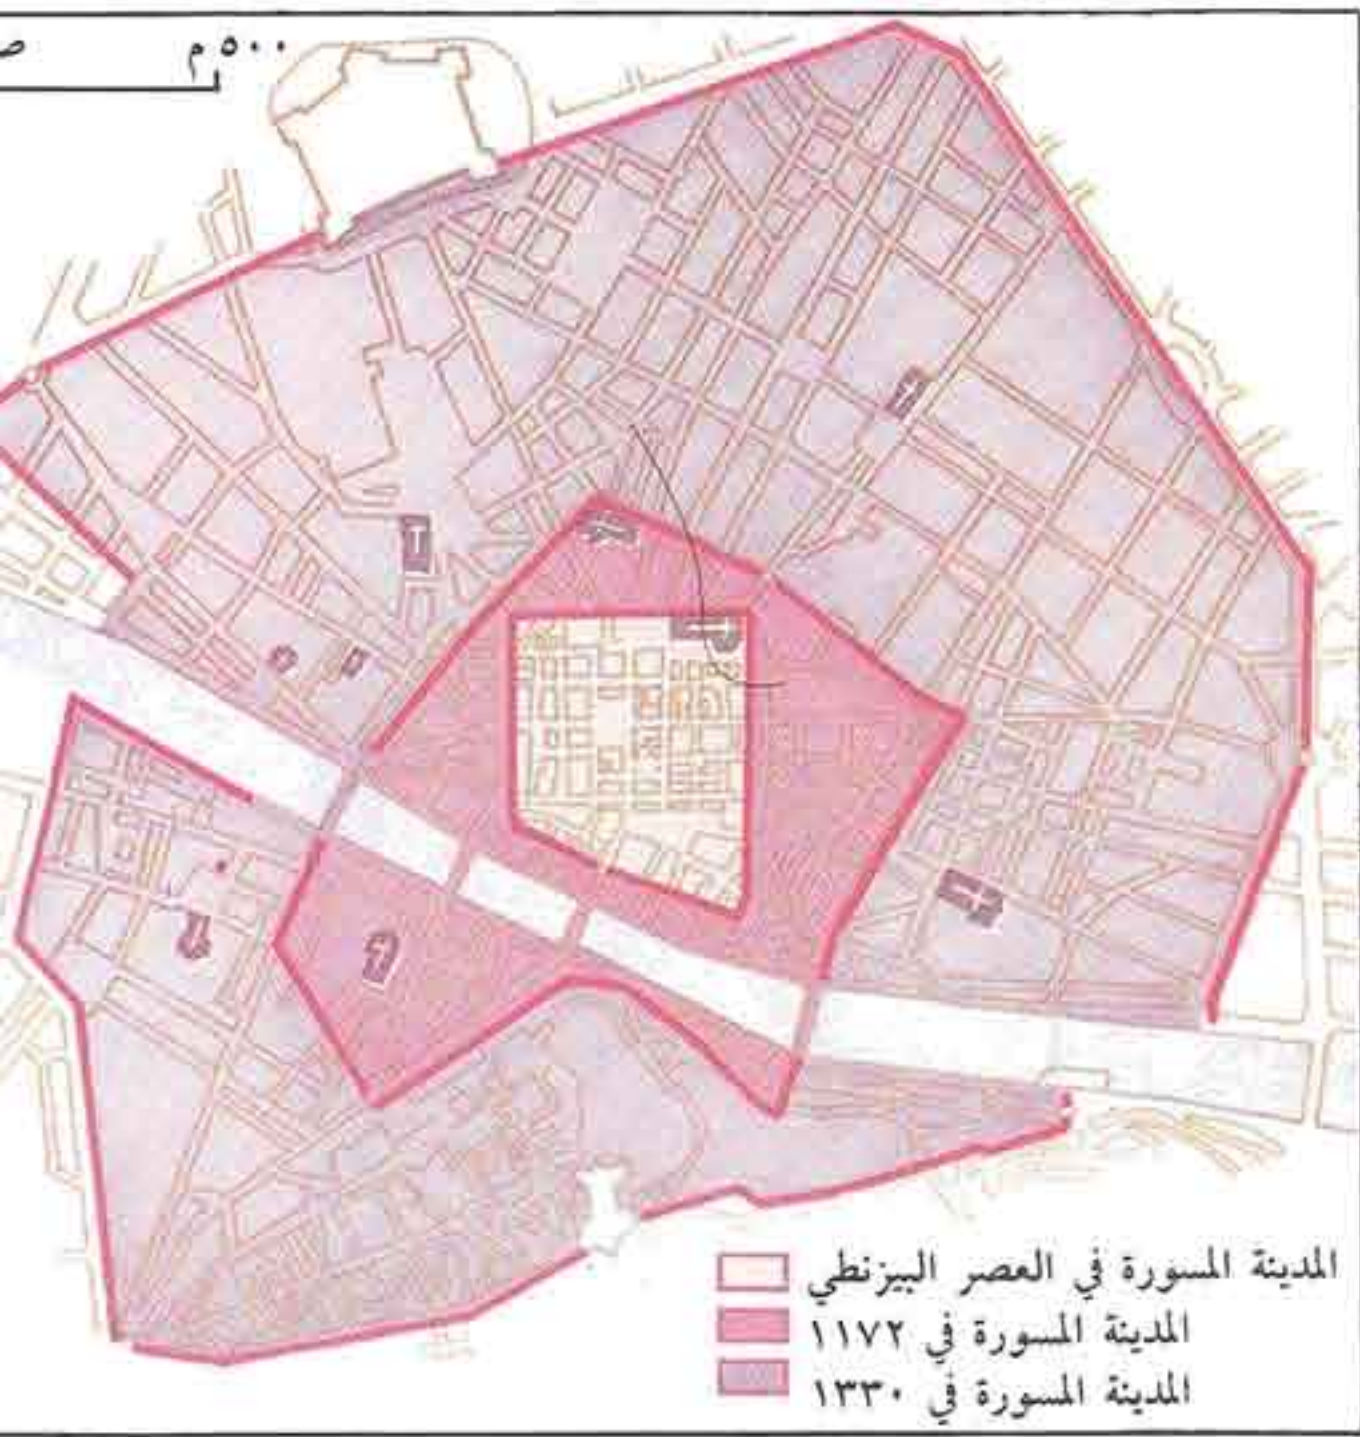 ٥٠٠م
المدينة المسورة في العصر البيزنطي
المدينة المسورة في ١١٧٢
المدينة المسورة في ١٣٣٠